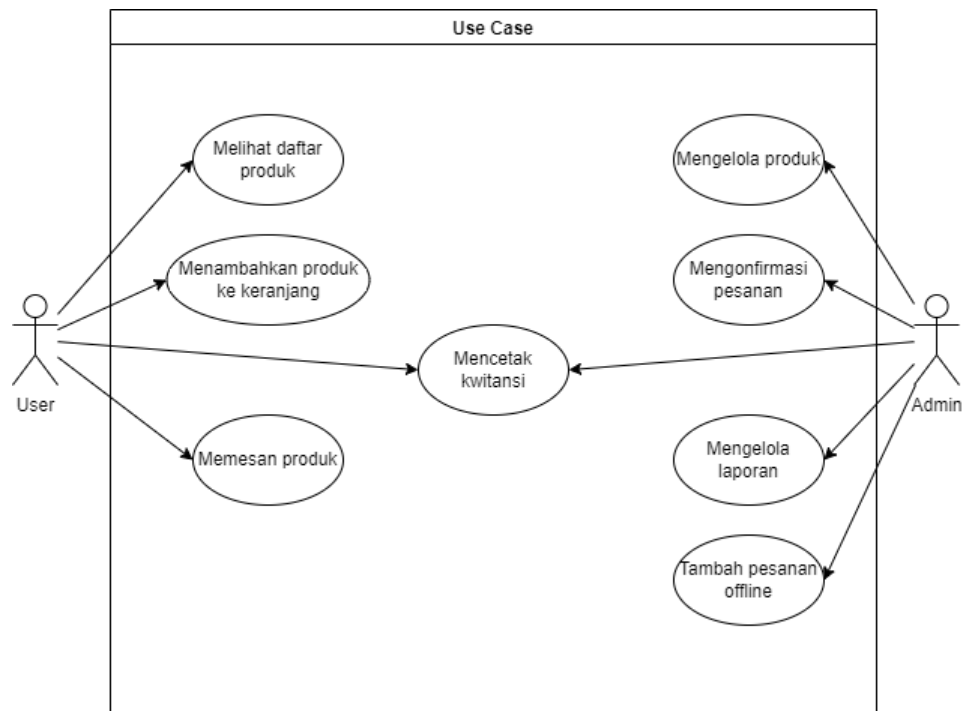 Use Case
Melihat daftar
produk
Mengelola produk
Menambahkan produk
ke keranjang
Mengonfirmasi
pesanan
Mencetak
kwitansi
User
Admin
Memesan produk
Mengelola
laporan
Tambah pesanan
offline